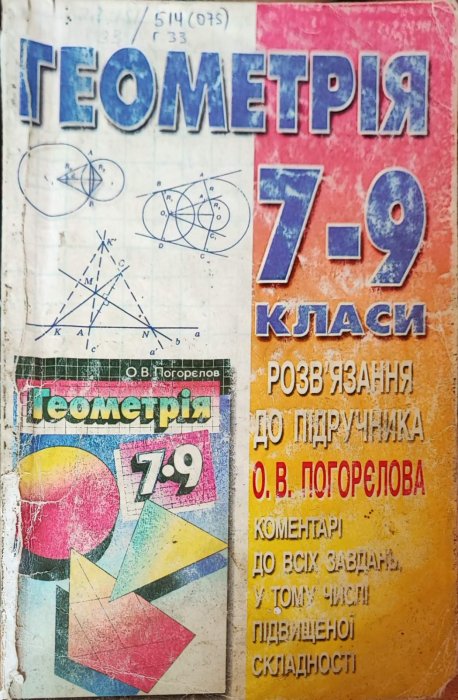 514(075)
Г 33
ГЕОМЕТРІЯ
7-9
КЛАСИ
РОЗВ'ЯЗАННЯ
ДО ПІДРУЧНИКА
О. В. ПОГОРЄЛОВА
КОМЕНТАРІ
ДО ВСІХ ЗАВДАНЬ,
У ТОМУ ЧИСЛІ
ПІДВИЩЕНОЇ
СКЛАДНОСТІ
О.В.Погорєлов
Геометрія
7·9
A
B
A
O
D
C
K'
C
M
K A N b a
c a'